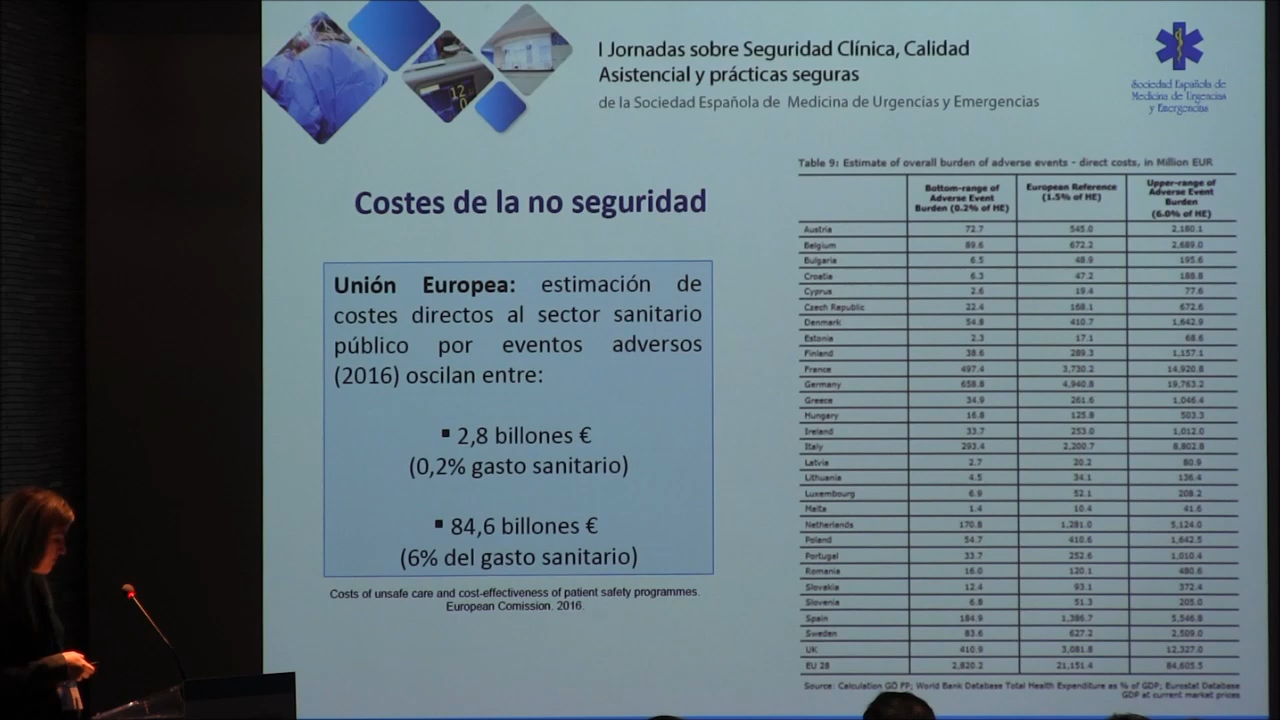 I Jornadas sobre Seguridad Clínica, Calidad
Asistencial y prácticas seguras
de la Sociedad Española de Medicina de Urgencias y Emergencias
Sociedad Española de
Medicina de Urgencias
y Emergencias
12
0
Costes de la no seguridad
Unión Europea: estimación de
costes directos al sector sanitario
público por eventos adversos
(2016) oscilan entre:
▪ 2,8 billones €
(0,2% gasto sanitario)
▪ 84,6 billones €
(6% del gasto sanitario)
Costs of unsafe care and cost-effectiveness of patient safety programmes.
European Comission. 2016.
Table 9: Estimate of overall burden of adverse events - direct costs, in Million EUR
Bottom-range of Adverse Event Burden (0.2% of HE) European Reference (1.5% of HE) Upper-range of Adverse Event Burden (6.0% of HE)
Austria 72.7 545.0 2,180.1
Belgium 89.6 672.2 2,689.0
Bulgaria 6.5 48.9 195.6
Croatia 6.3 47.2 188.8
Cyprus 2.6 19.4 77.6
Czech Republic 22.4 168.1 672.6
Denmark 54.8 410.7 1,642.9
Estonia 2.3 17.1 68.6
Finland 38.6 289.3 1,157.1
France 497.4 3,730.2 14,920.8
Germany 658.8 4,940.8 19,763.2
Greece 34.9 261.6 1,046.4
Hungary 16.8 125.8 503.3
Ireland 33.7 253.0 1,012.0
Italy 293.4 2,200.7 8,802.8
Latvia 2.7 20.2 80.9
Lithuania 4.5 34.1 136.4
Luxembourg 6.9 52.1 208.2
Malta 1.4 10.4 41.6
Netherlands 170.8 1,281.0 5,124.0
Poland 54.7 410.6 1,642.5
Portugal 33.7 252.6 1,010.4
Romania 16.0 120.1 480.6
Slovakia 12.4 93.1 372.4
Slovenia 6.8 51.3 205.0
Spain 184.9 1,386.7 5,546.8
Sweden 83.6 627.2 2,509.0
UK 410.9 3,081.8 12,327.0
EU 28 2,820.2 21,151.4 84,605.5
Source: Calculation GÖ FP; World Bank Database Total Health Expenditure as % of GDP; Eurostat Database
GDP at current market prices